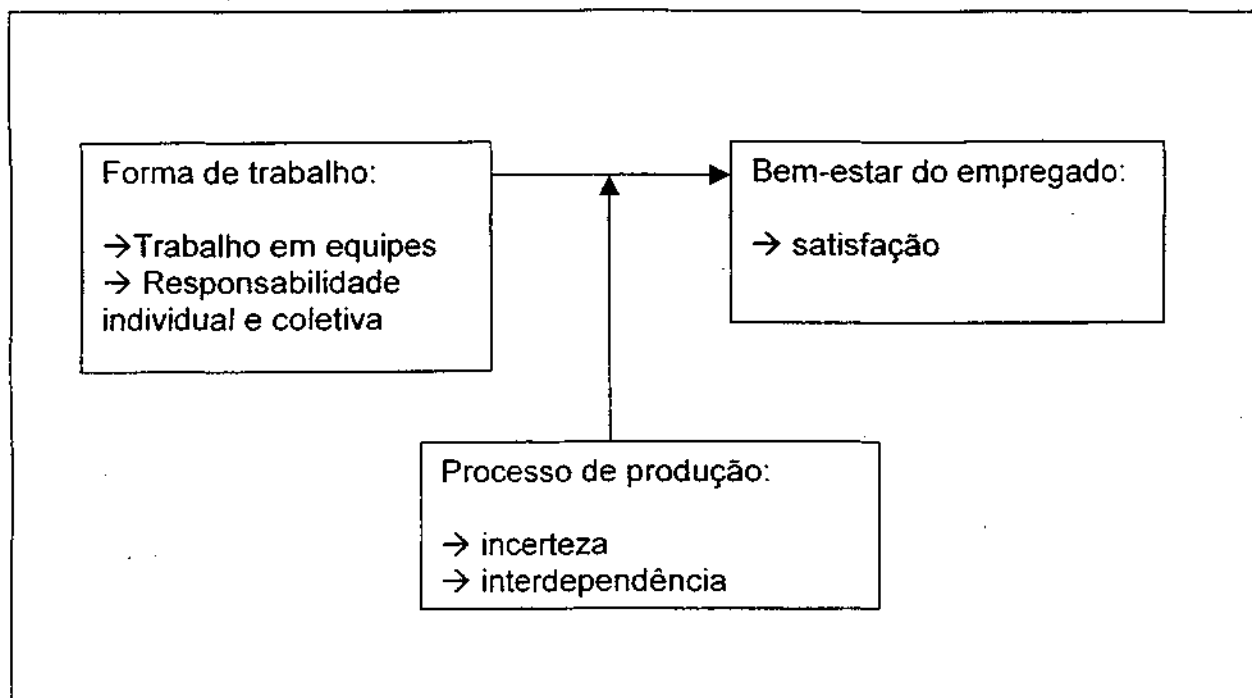 Forma de trabalho:
→Trabalho em equipes
→ Responsabilidade
individual e coletiva
Bem-estar do empregado:
→ satisfação
Processo de produção:
→ incerteza
→ interdependência